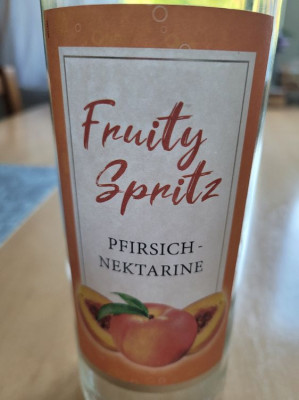 Fruity
Spritz
PFIRSICH-
NEKTARINE